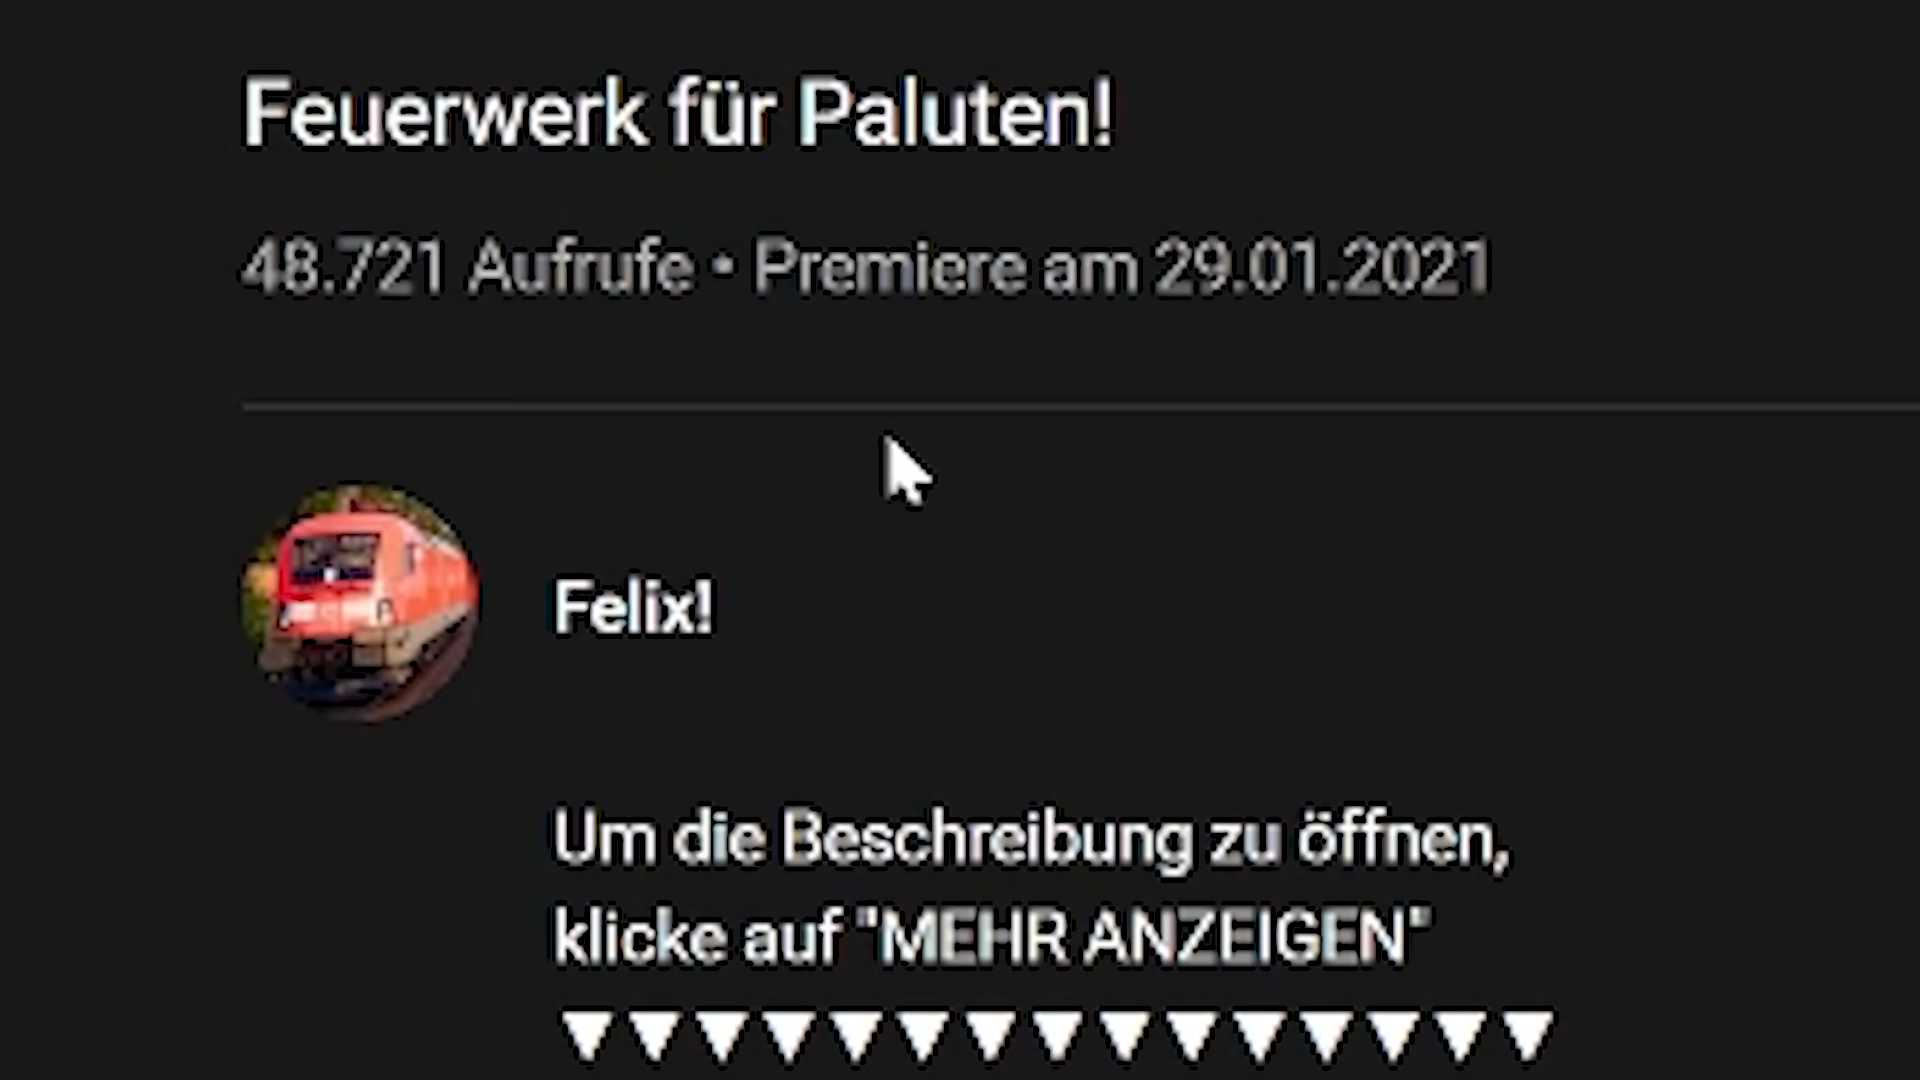 Feuerwerk für Paluten!
48.721 Aufrufe • Premiere am 29.01.2021
Felix!
Um die Beschreibung zu öffnen,
klicke auf "MEHR ANZEIGEN"
▼▼▼▼▼▼▼▼▼▼▼▼▼▼▼